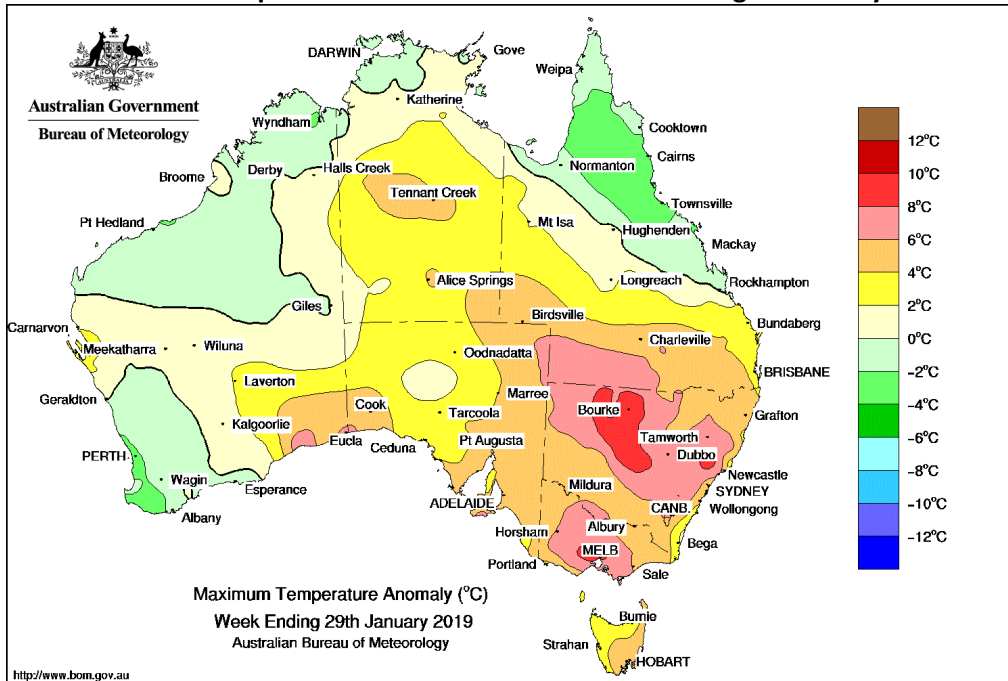 Australian Government
Bureau of Meteorology
DARWIN
Gove
Weipa
Katherine
Wyndham
Cooktown
Cairns
Normanton
Derby
Halls Creek
Broome
Tennant Creek
Townsville
Pt Hedland
Mt Isa
Hughenden
Mackay
Alice Springs
Longreach
Rockhampton
Giles
Birdsville
Bundaberg
Carnarvon
Meekatharra
Wiluna
Charleville
Oodnadatta
BRISBANE
Laverton
Marree
Geraldton
Cook
Tarcoola
Bourke
Grafton
Kalgoorlie
Eucla
Ceduna
Pt Augusta
Tamworth
Dubbo
PERTH
Wagin
Esperance
Mildura
Newcastle
SYDNEY
ADELAIDE
CANB.
Wollongong
Albany
Horsham
Albury
Bega
MELB
Portland
Sale
Burnie
Strahan
HOBART
12°C
10°C
8°C
6°C
4°C
2°C
0°C
−2°C
−4°C
−6°C
−8°C
−10°C
−12°C
Maximum Temperature Anomaly (°C)
Week Ending 29th January 2019
Australian Bureau of Meteorology
http://www.bom.gov.au